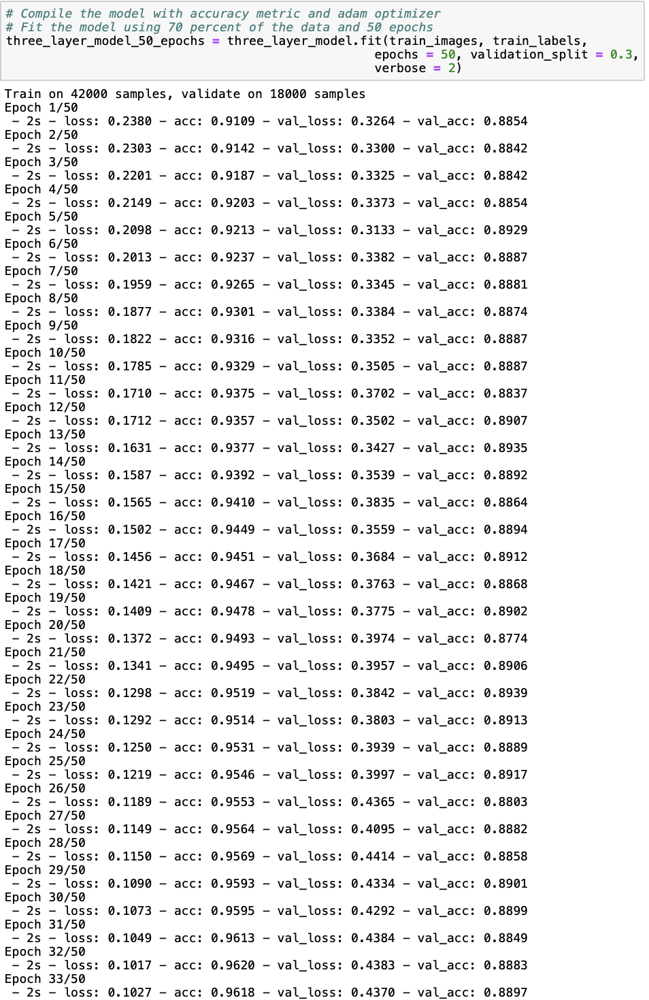 # Compile the model with accuracy metric and adam optimizer
# Fit the model using 70 percent of the data and 50 epochs
three_layer_model_50_epochs = three_layer_model.fit(train_images, train_labels,
epochs = 50, validation_split = 0.3,
verbose = 2)
Train on 42000 samples, validate on 18000 samples
Epoch 1/50
– 2s – loss: 0.2380 – acc: 0.9109 – val_loss: 0.3264 – val_acc: 0.8854
Epoch 2/50
– 2s – loss: 0.2303 – acc: 0.9142 – val_loss: 0.3300 – val_acc: 0.8842
Epoch 3/50
– 2s – loss: 0.2201 – acc: 0.9187 – val_loss: 0.3325 – val_acc: 0.8842
Epoch 4/50
– 2s – loss: 0.2149 – acc: 0.9203 – val_loss: 0.3373 – val_acc: 0.8854
Epoch 5/50
– 2s – loss: 0.2098 – acc: 0.9213 – val_loss: 0.3133 – val_acc: 0.8929
Epoch 6/50
– 2s – loss: 0.2013 – acc: 0.9237 – val_loss: 0.3382 – val_acc: 0.8887
Epoch 7/50
– 2s – loss: 0.1959 – acc: 0.9265 – val_loss: 0.3345 – val_acc: 0.8881
Epoch 8/50
– 2s – loss: 0.1877 – acc: 0.9301 – val_loss: 0.3384 – val_acc: 0.8874
Epoch 9/50
– 2s – loss: 0.1822 – acc: 0.9316 – val_loss: 0.3352 – val_acc: 0.8887
Epoch 10/50
– 2s – loss: 0.1785 – acc: 0.9329 – val_loss: 0.3505 – val_acc: 0.8887
Epoch 11/50
– 2s – loss: 0.1710 – acc: 0.9375 – val_loss: 0.3702 – val_acc: 0.8837
Epoch 12/50
– 2s – loss: 0.1712 – acc: 0.9357 – val_loss: 0.3502 – val_acc: 0.8907
Epoch 13/50
– 2s – loss: 0.1631 – acc: 0.9377 – val_loss: 0.3427 – val_acc: 0.8935
Epoch 14/50
– 2s – loss: 0.1587 – acc: 0.9392 – val_loss: 0.3539 – val_acc: 0.8892
Epoch 15/50
– 2s – loss: 0.1565 – acc: 0.9410 – val_loss: 0.3835 – val_acc: 0.8864
Epoch 16/50
– 2s – loss: 0.1502 – acc: 0.9449 – val_loss: 0.3559 – val_acc: 0.8894
Epoch 17/50
– 2s – loss: 0.1456 – acc: 0.9451 – val_loss: 0.3684 – val_acc: 0.8912
Epoch 18/50
– 2s – loss: 0.1421 – acc: 0.9467 – val_loss: 0.3763 – val_acc: 0.8868
Epoch 19/50
– 2s – loss: 0.1409 – acc: 0.9478 – val_loss: 0.3775 – val_acc: 0.8902
Epoch 20/50
– 2s – loss: 0.1372 – acc: 0.9493 – val_loss: 0.3974 – val_acc: 0.8774
Epoch 21/50
– 2s – loss: 0.1341 – acc: 0.9495 – val_loss: 0.3957 – val_acc: 0.8906
Epoch 22/50
– 2s – loss: 0.1298 – acc: 0.9519 – val_loss: 0.3842 – val_acc: 0.8939
Epoch 23/50
– 2s – loss: 0.1292 – acc: 0.9514 – val_loss: 0.3803 – val_acc: 0.8913
Epoch 24/50
– 2s – loss: 0.1250 – acc: 0.9531 – val_loss: 0.3939 – val_acc: 0.8889
Epoch 25/50
– 2s – loss: 0.1219 – acc: 0.9546 – val_loss: 0.3997 – val_acc: 0.8917
Epoch 26/50
– 2s – loss: 0.1189 – acc: 0.9553 – val_loss: 0.4365 – val_acc: 0.8803
Epoch 27/50
– 2s – loss: 0.1149 – acc: 0.9564 – val_loss: 0.4095 – val_acc: 0.8882
Epoch 28/50
– 2s – loss: 0.1150 – acc: 0.9569 – val_loss: 0.4414 – val_acc: 0.8858
Epoch 29/50
– 2s – loss: 0.1090 – acc: 0.9593 – val_loss: 0.4334 – val_acc: 0.8901
Epoch 30/50
– 2s – loss: 0.1073 – acc: 0.9595 – val_loss: 0.4292 – val_acc: 0.8899
Epoch 31/50
– 2s – loss: 0.1049 – acc: 0.9613 – val_loss: 0.4384 – val_acc: 0.8849
Epoch 32/50
– 2s – loss: 0.1017 – acc: 0.9620 – val_loss: 0.4383 – val_acc: 0.8883
Epoch 33/50
– 2s – loss: 0.1027 – acc: 0.9618 – val_loss: 0.4370 – val_acc: 0.8897